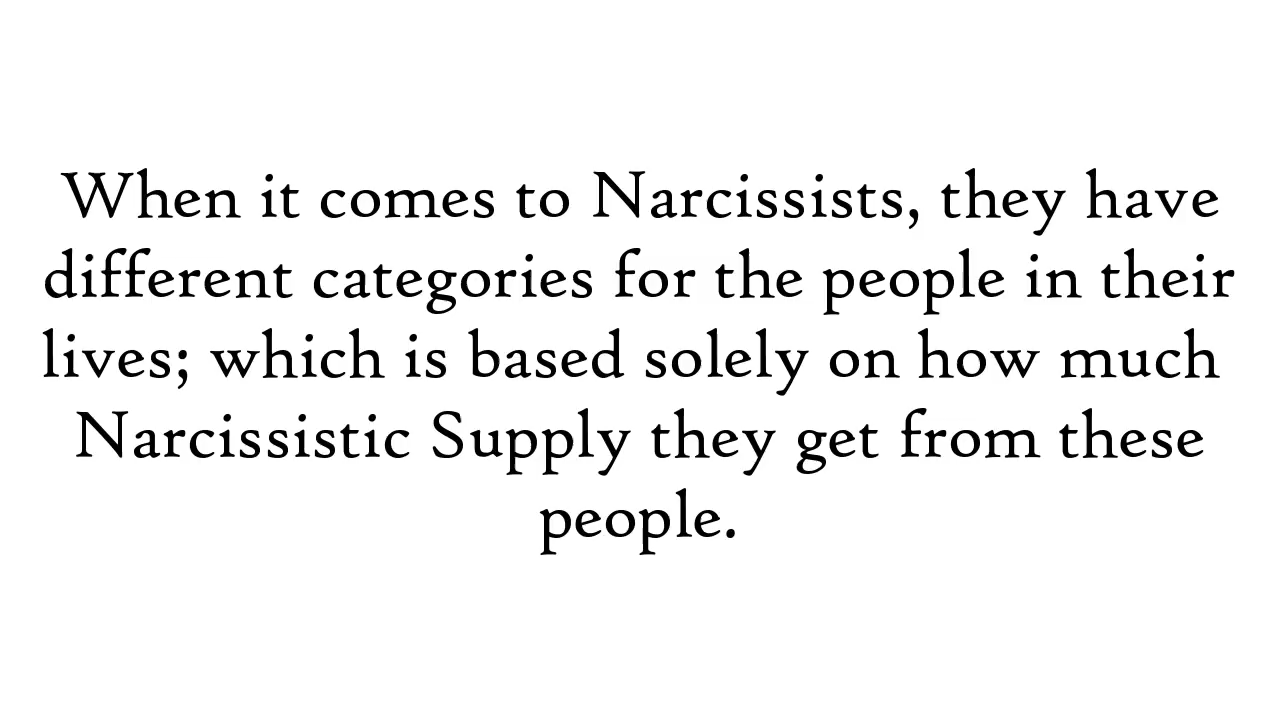 When it comes to Narcissists, they have
different categories for the people in their
lives; which is based solely on how much
Narcissistic Supply they get from these
people.